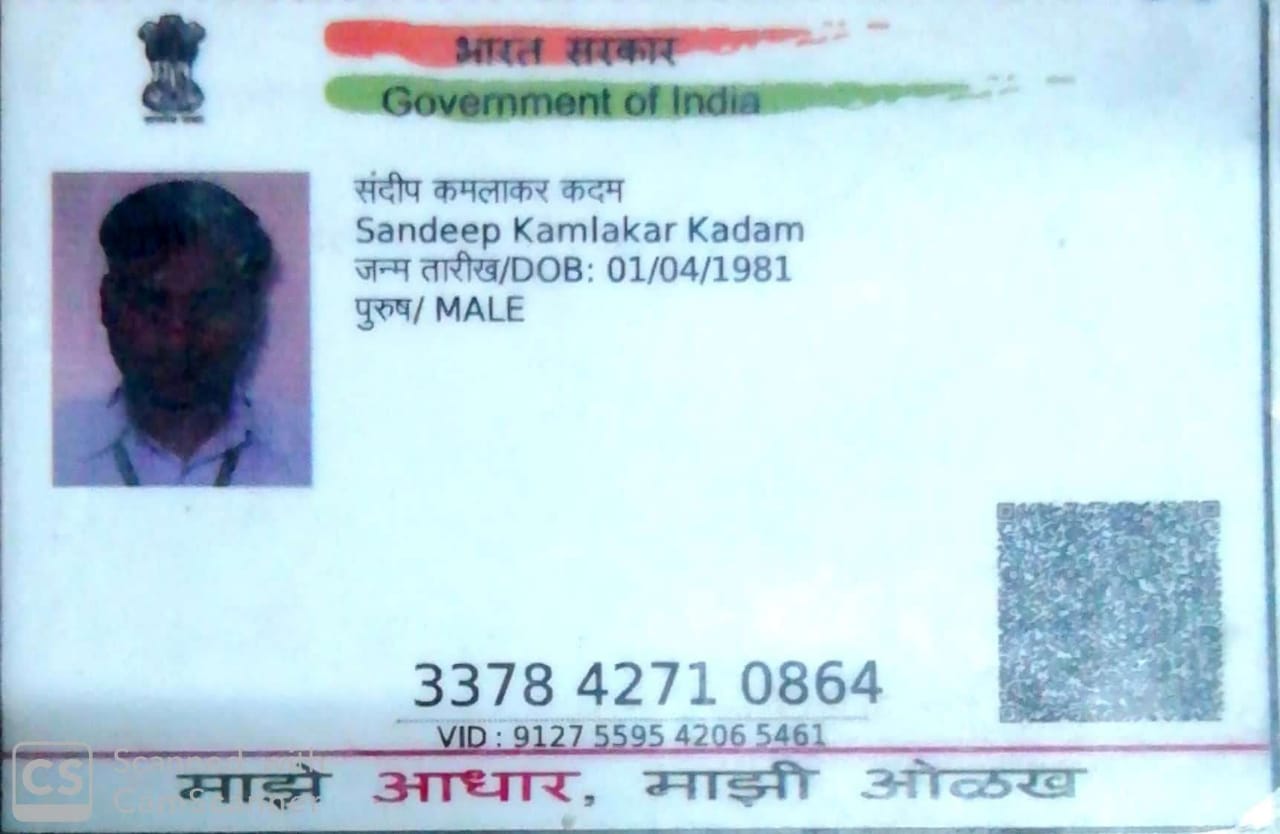 भारत सरकार
Government of India
संदीप कमलाकर कदम
Sandeep Kamlakar Kadam
जन्म तारीख/DOB: 01/04/1981
पुरुष/ MALE
3378 4271 0864
VID : 9127 5595 4206 5461
माझे आधार, माझी ओळख
CS Scanned with
CamScanner